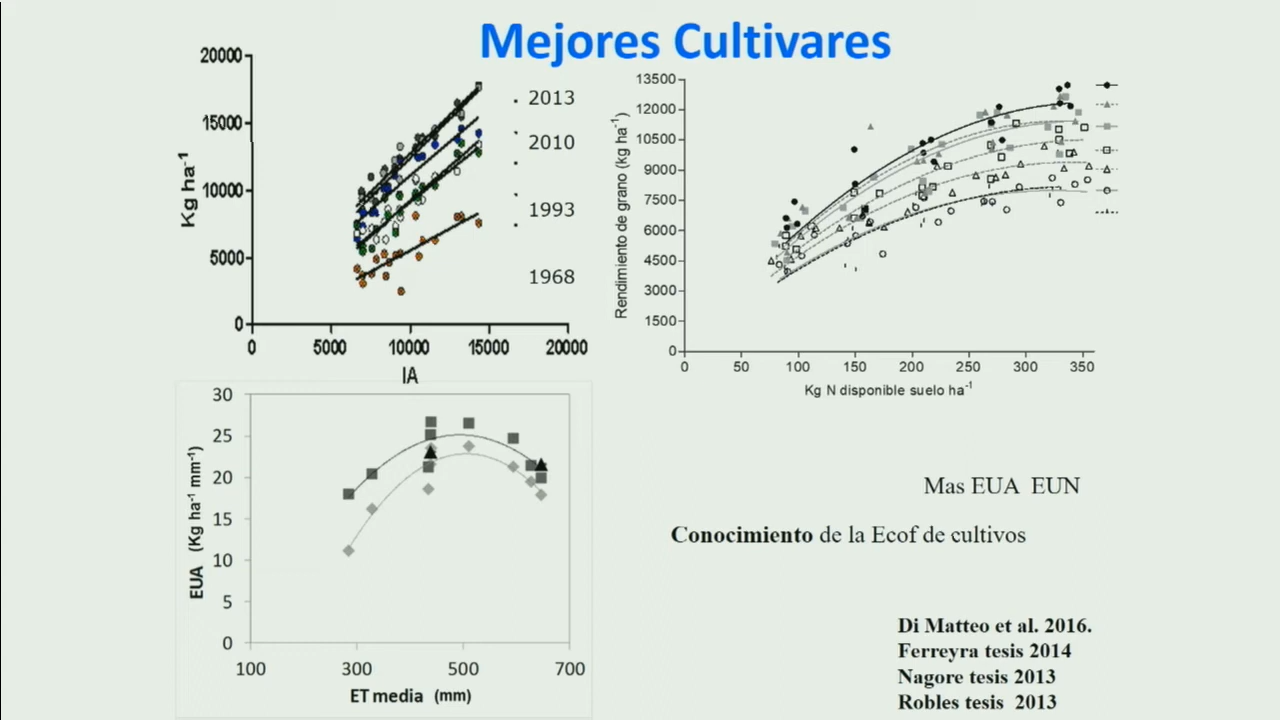 Mejores Cultivares
20000
15000
10000
5000
0
Kg ha-1
0 5000 10000 15000 20000
IA
2013
2010
1993
1968
13500
12000
10500
9000
7500
6000
4500
3000
1500
0
Rendimiento de grano (kg ha-1)
0 50 100 150 200 250 300 350
Kg N disponible suelo ha-1
30
25
20
15
10
5
0
EUA (Kg ha-1 mm-1)
100 300 500 700
ET media (mm)
Mas EUA EUN
Conocimiento de la Ecof de cultivos
Di Matteo et al. 2016.
Ferreyra tesis 2014
Nagore tesis 2013
Robles tesis 2013